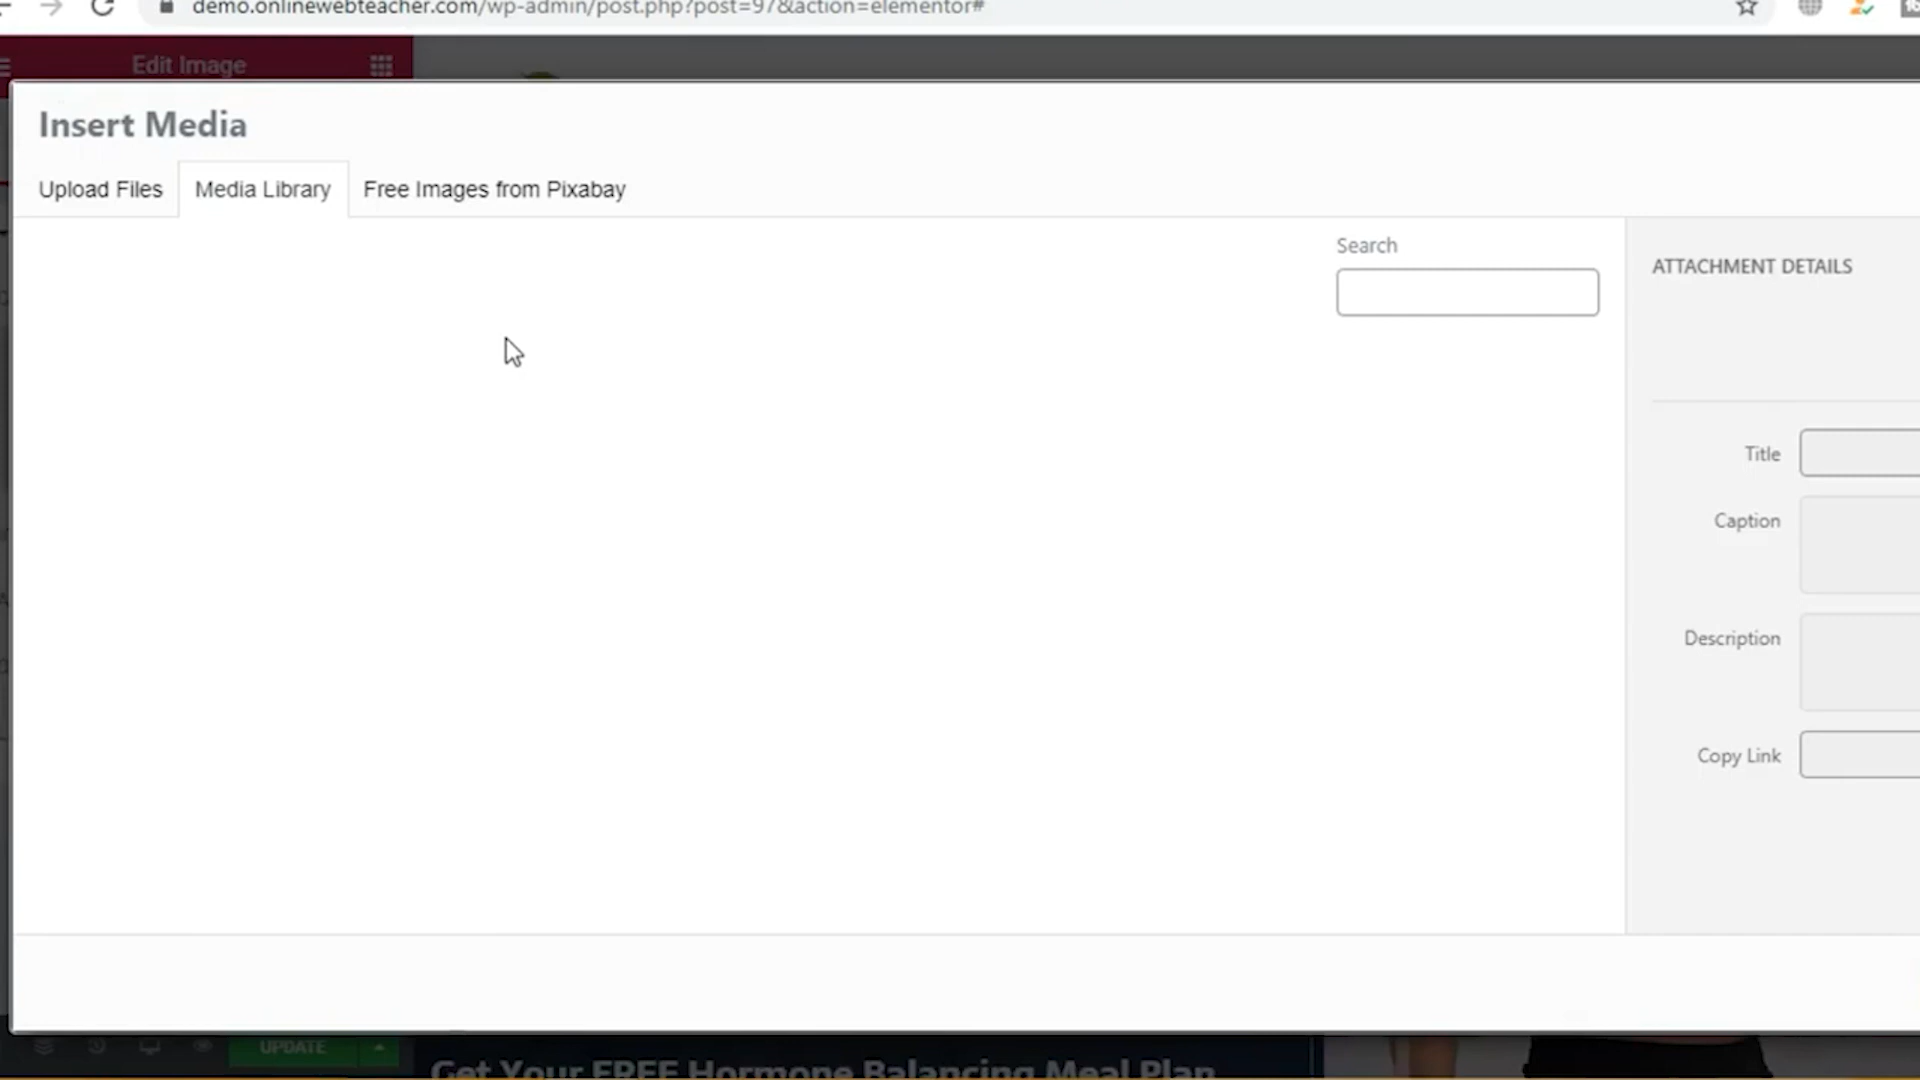 demo.onlinewebteacher.com/wp-admin/post.php?post=978&action=elementor#
Edit Image
Insert Media
Upload Files
Media Library
Free Images from Pixabay
Search
ATTACHMENT DETAILS
Title
Caption
Description
Copy Link
UPDATE
Get Your FREE Hormone Balancing Meal Plan